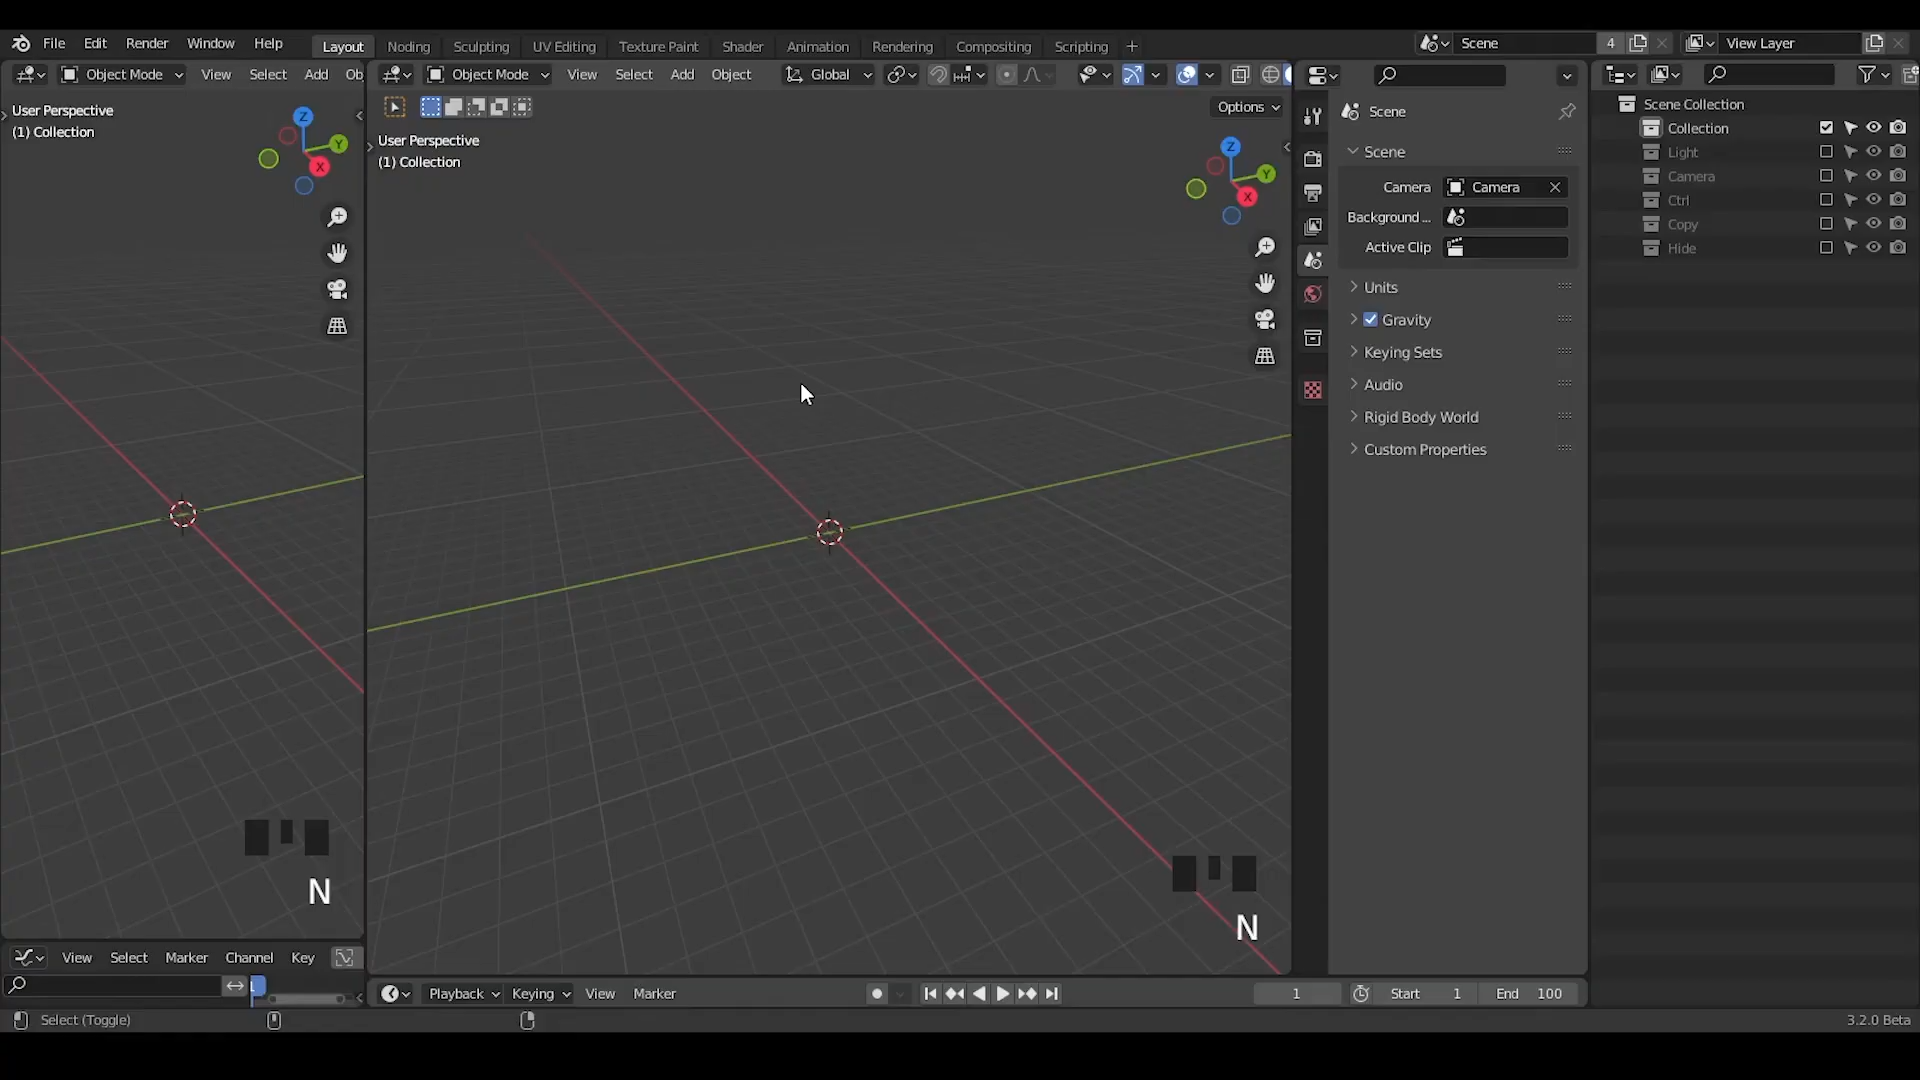 File Edit Render Window Help Layout Noding Sculpting UV Editing Texture Paint Shader Animation Rendering Compositing Scripting + Scene 4 View Layer
Object Mode View Select Add Ob
Object Mode View Select Add Object Global
Options
User Perspective
(1) Collection
Z
Y
X
User Perspective
(1) Collection
Z
Y
X
N
N
Scene
Scene
Camera Camera
Background ...
Active Clip
Units
Gravity
Keying Sets
Audio
Rigid Body World
Custom Properties
Scene Collection
Collection
Light
Camera
Ctrl
Copy
Hide
View Select Marker Channel Key
1
Playback Keying View Marker 1 Start 1 End 100
Select (Toggle) 3.2.0 Beta